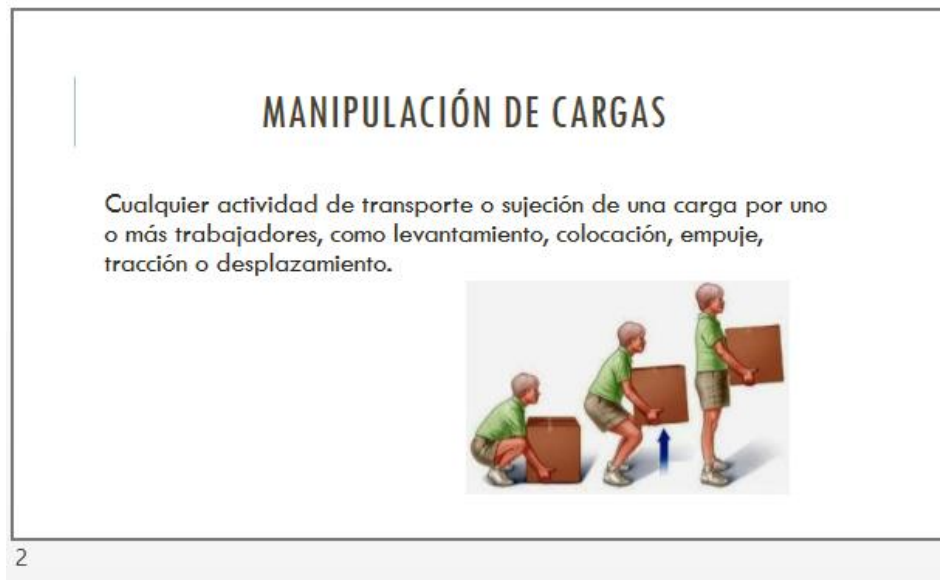 MANIPULACIÓN DE CARGAS
Cualquier actividad de transporte o sujeción de una carga por uno
o más trabajadores, como levantamiento, colocación, empuje,
tracción o desplazamiento.
2